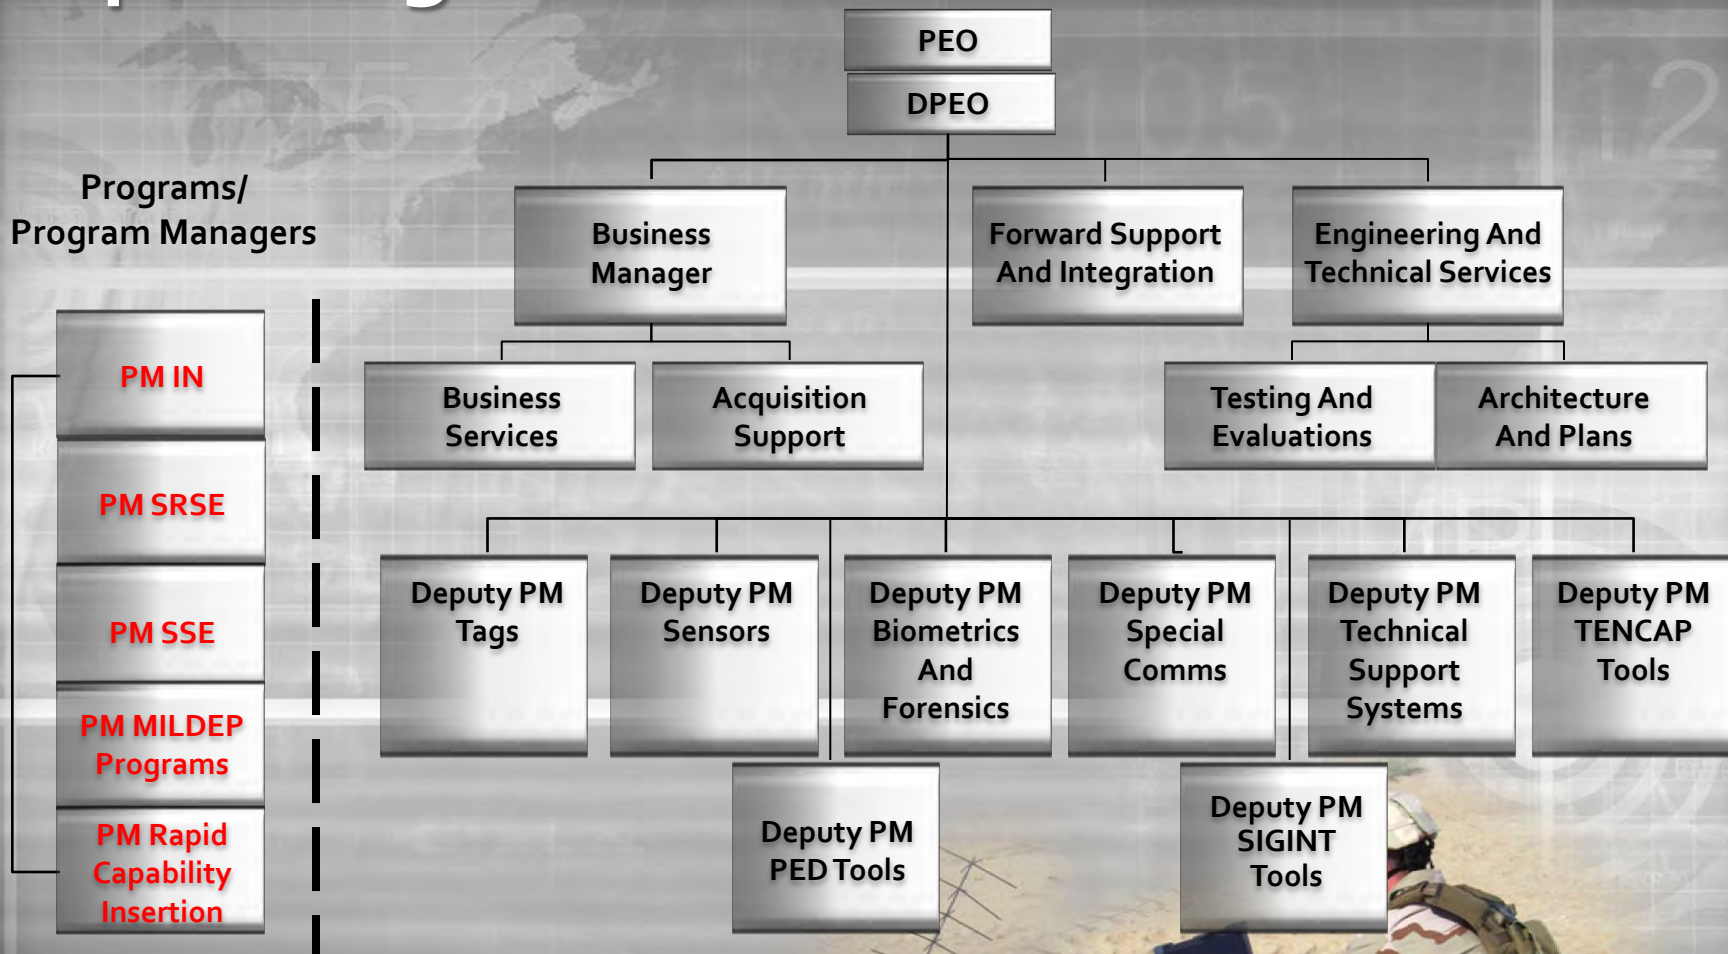 PEO
DPEO
Programs/
Program Managers
Business
Manager
Forward Support
And Integration
Engineering And
Technical Services
Business
Services
Acquisition
Support
Testing And
Evaluations
Architecture
And Plans
PM IN
PM SRSE
PM SSE
PM MILDEP
Programs
PM Rapid
Capability
Insertion
Deputy PM
Tags
Deputy PM
Sensors
Deputy PM
Biometrics
And
Forensics
Deputy PM
Special
Comms
Deputy PM
Technical
Support
Systems
Deputy PM
TENCAP
Tools
Deputy PM
PED Tools
Deputy PM
SIGINT
Tools
105
12